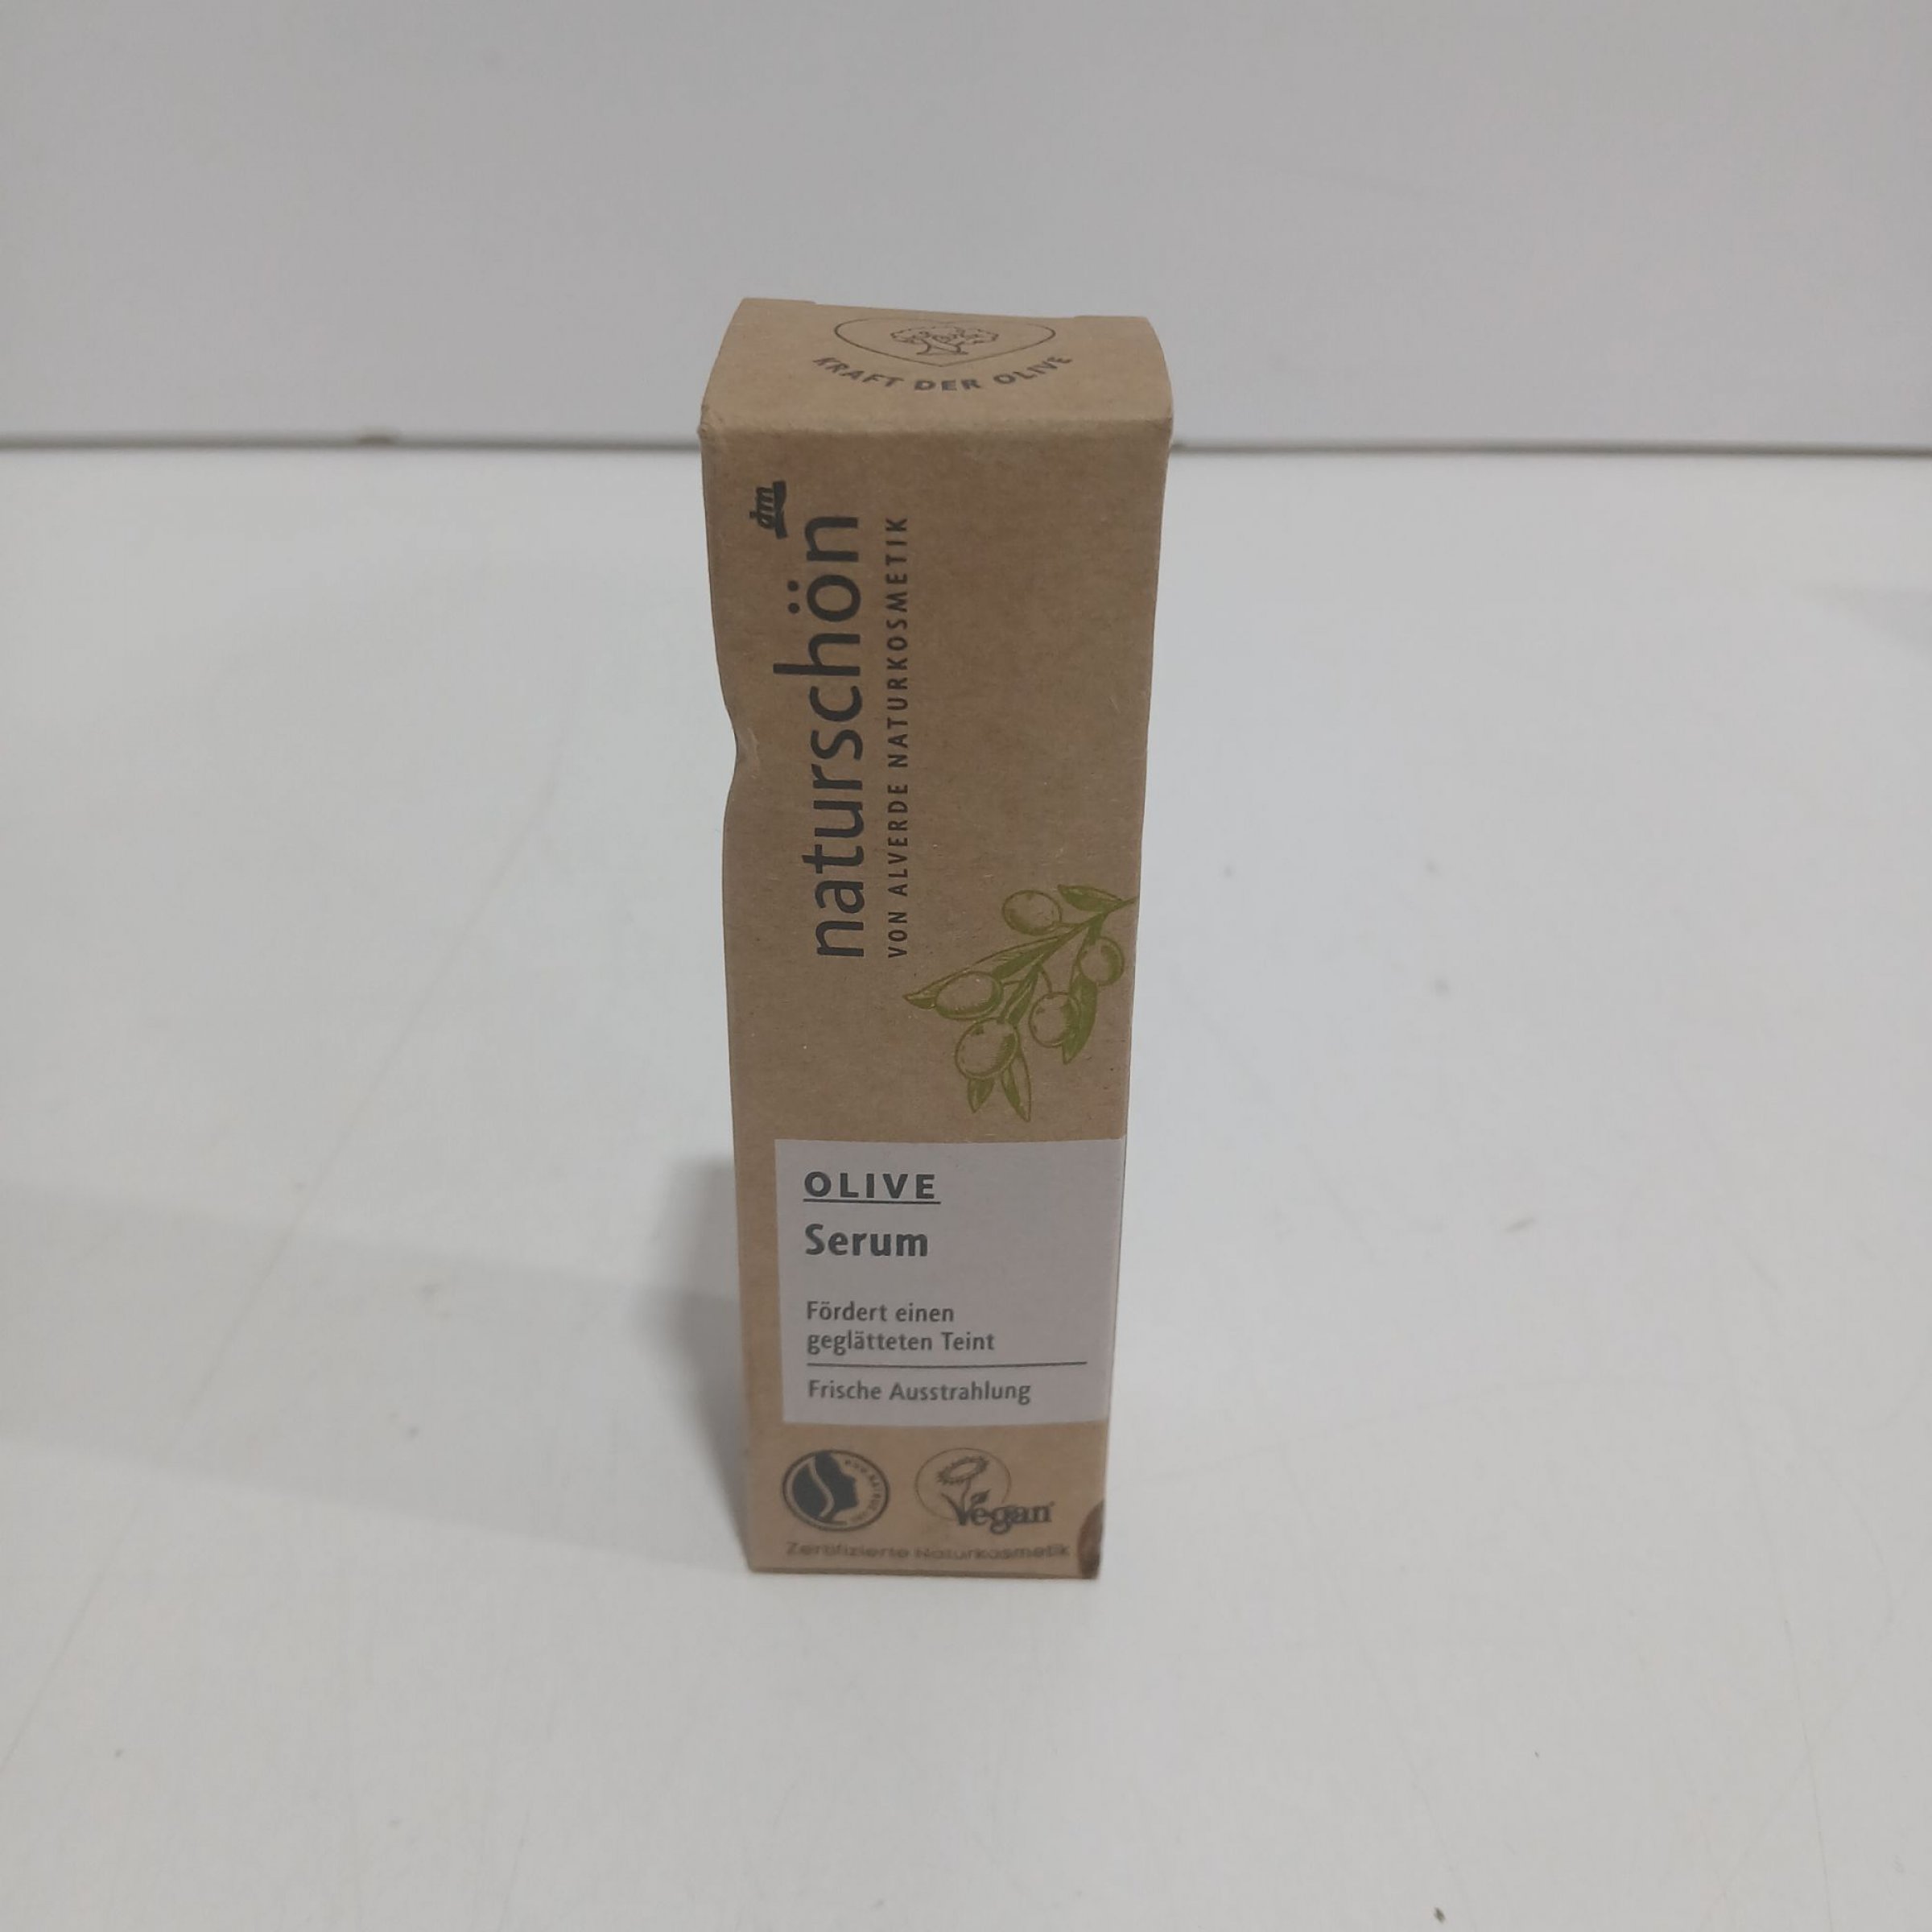 KRAFT DER OLIVE
dm
naturschön
VON ALVERDE NATURKOSMETIK
OLIVE
Serum
Fördert einen
geglätteten Teint
Frische Ausstrahlung
Vegan
Zertifizierte Naturkosmetik